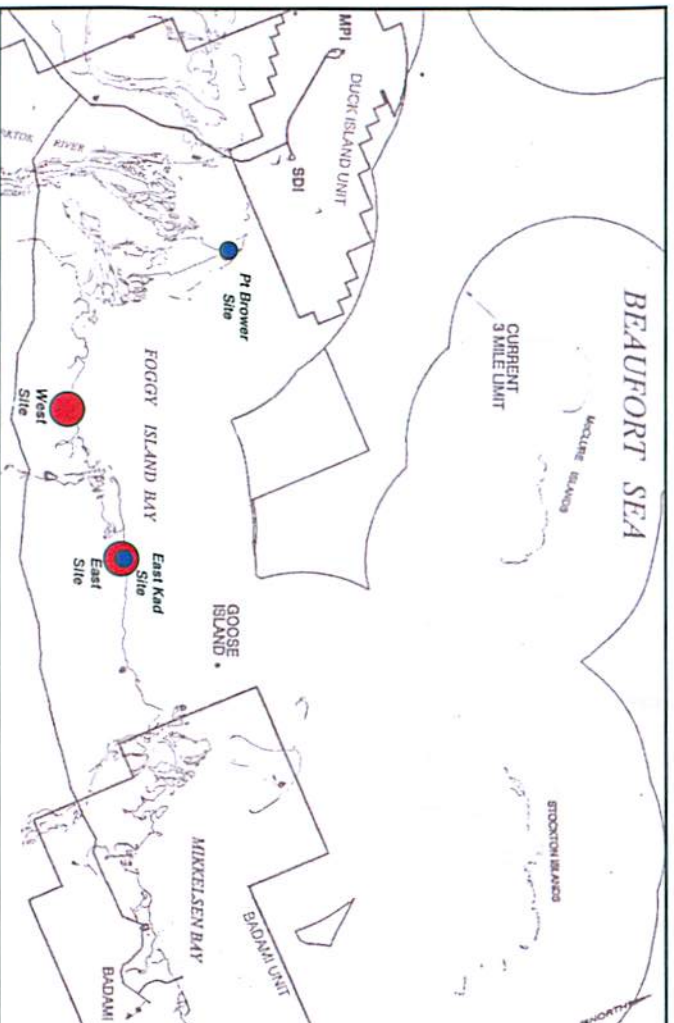 BEAUFORT SEA
MPI
DUCK ISLAND UNIT
SDI
CURRENT
3 MILE LIMIT
McCLURE ISLANDS
STOCKTON ISLANDS
RIVER
Pt Brower
Site
FOGGY ISLAND BAY
West
Site
East Kad
Site
East
Site
GOOSE
ISLAND
MIKKELSEN BAY
BADAMI UNIT
BADAMI
NORTH